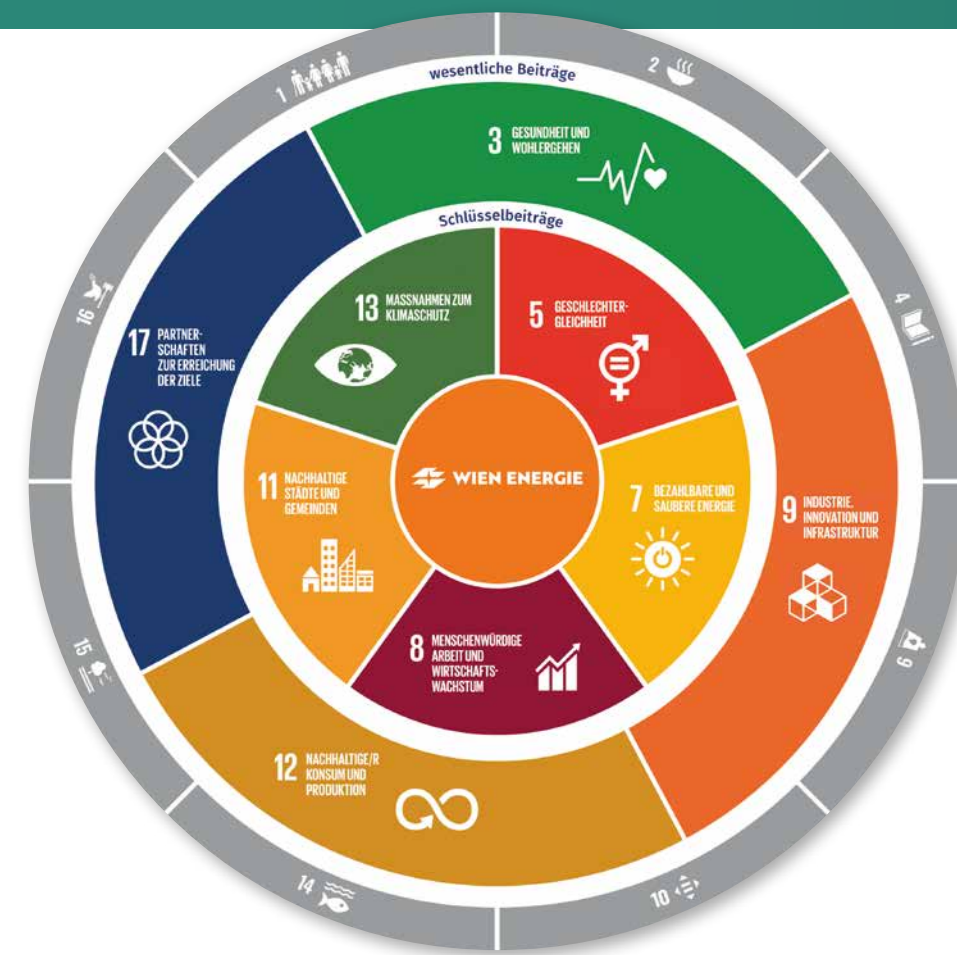 1
2
wesentliche Beiträge
3 GESUNDHEIT UND
WOHLERGEHEN
Schlüsselbeiträge
13 MASSNAHMEN ZUM
KLIMASCHUTZ
5 GESCHLECHTER-
GLEICHHEIT
4
16
17 PARTNER-
SCHAFTEN
ZUR ERREICHUNG
DER ZIELE
WIEN ENERGIE
11 NACHHALTIGE
STÄDTE UND
GEMEINDEN
7 BEZAHLBARE UND
SAUBERE ENERGIE
9 INDUSTRIE,
INNOVATION UND
INFRASTRUKTUR
8 MENSCHENWÜRDIGE
ARBEIT UND
WIRTSCHAFTS-
WACHSTUM
15
6
12 NACHHALTIGE/R
KONSUM UND
PRODUKTION
14
10